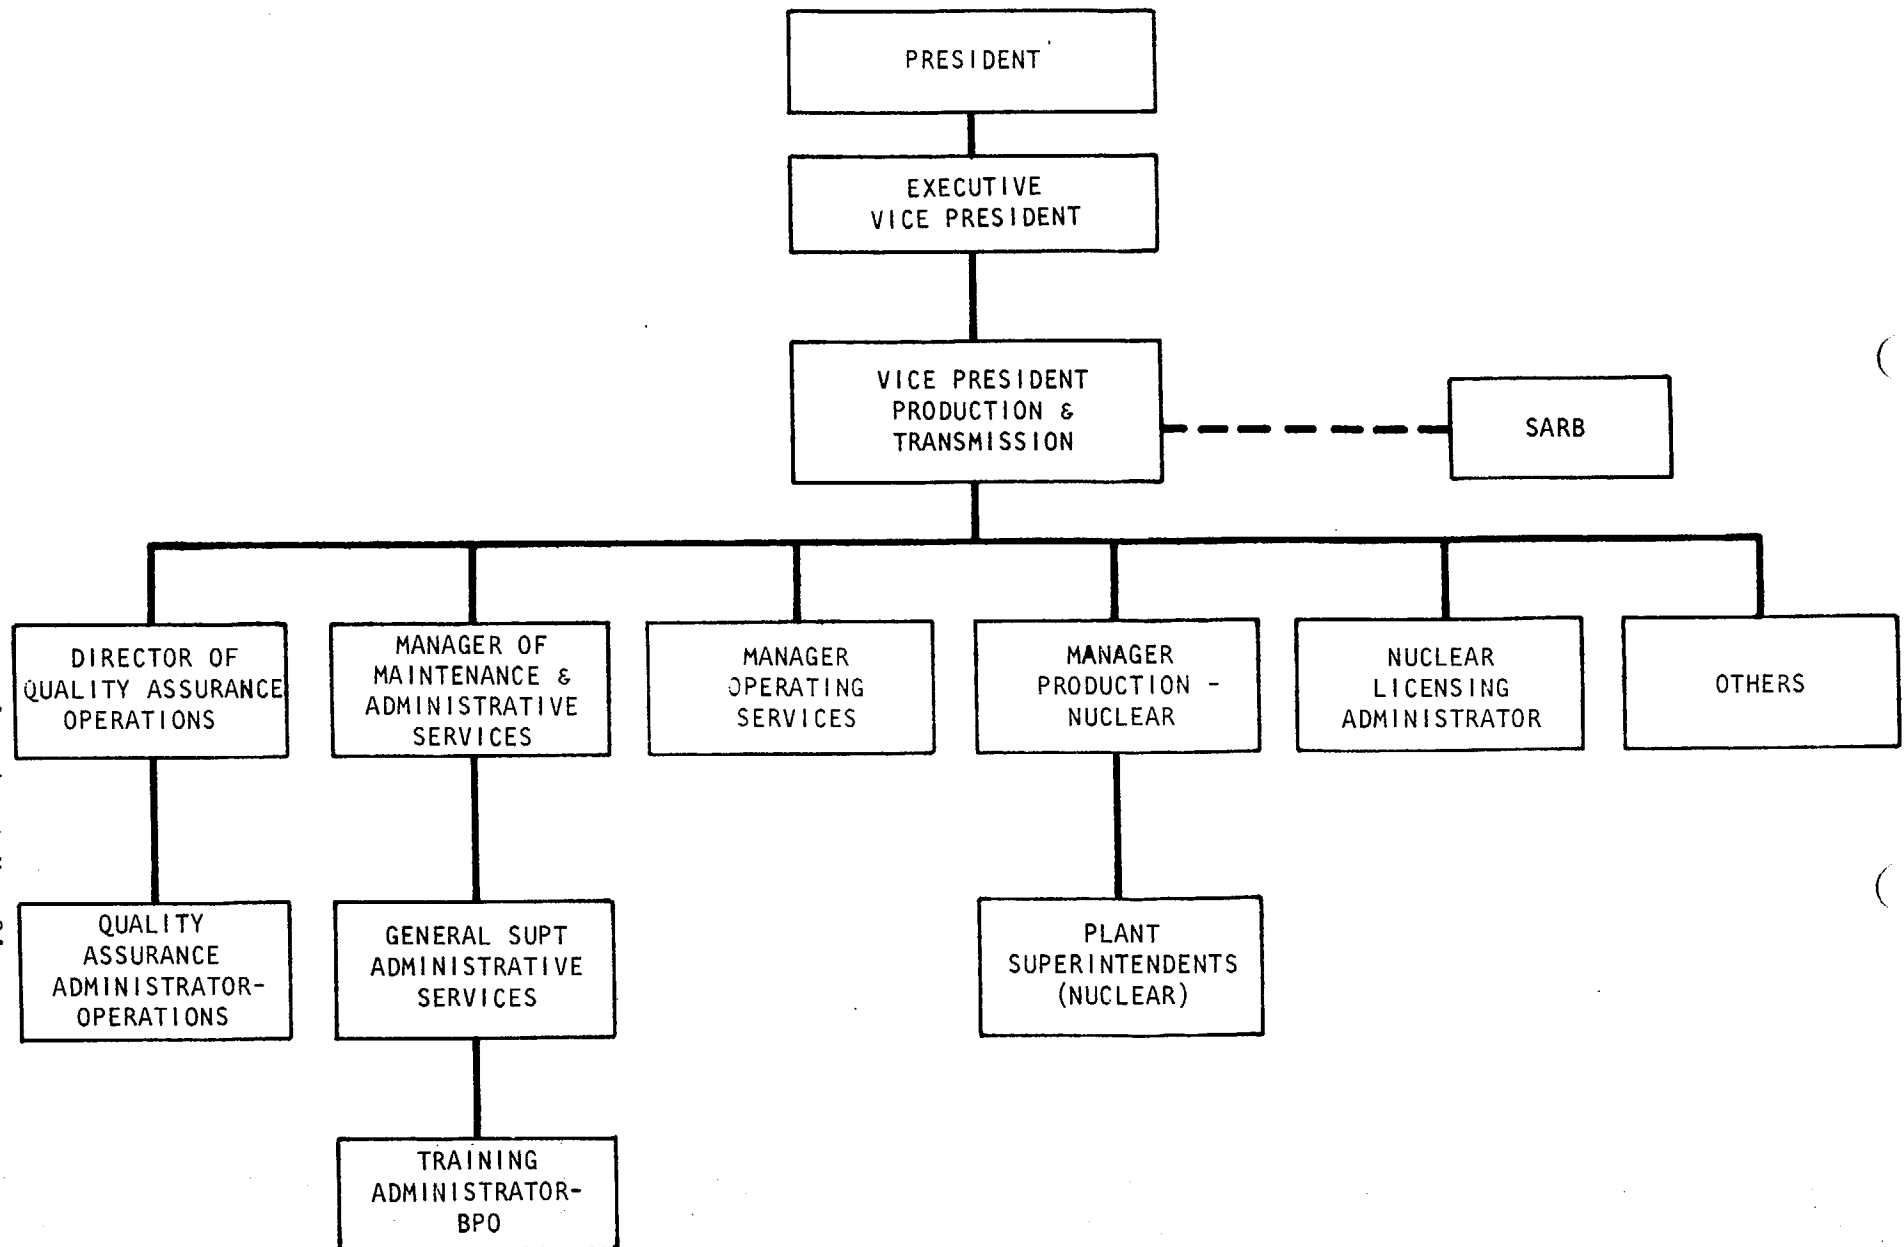 PRESIDENT
EXECUTIVE
VICE PRESIDENT
VICE PRESIDENT
PRODUCTION &
TRANSMISSION
SARB
DIRECTOR OF
QUALITY ASSURANCE
OPERATIONS
MANAGER OF
MAINTENANCE &
ADMINISTRATIVE
SERVICES
MANAGER
OPERATING
SERVICES
MANAGER
PRODUCTION -
NUCLEAR
NUCLEAR
LICENSING
ADMINISTRATOR
OTHERS
QUALITY
ASSURANCE
ADMINISTRATOR-
OPERATIONS
GENERAL SUPT
ADMINISTRATIVE
SERVICES
PLANT
SUPERINTENDENTS
(NUCLEAR)
TRAINING
ADMINISTRATOR-
BPO